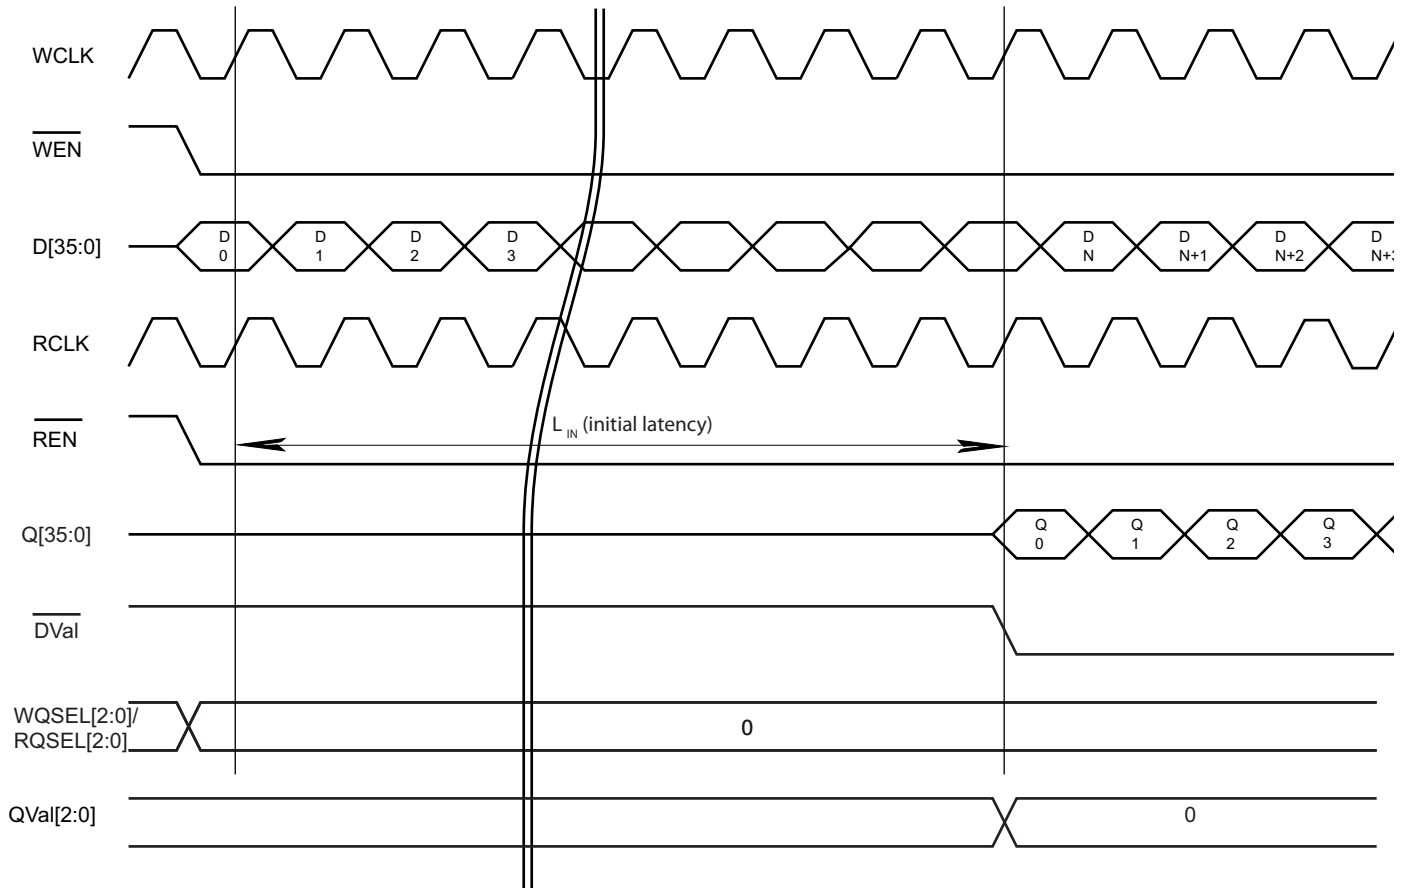 WCLK
WEN
D[35:0]
D
0
D
1
D
2
D
3
D
N
D
N+1
D
N+2
D
N+3
RCLK
REN
L IN (initial latency)
Q[35:0]
Q
0
Q
1
Q
2
Q
3
DVal
WQSEL[2:0]/
RQSEL[2:0]
0
QVal[2:0]
0